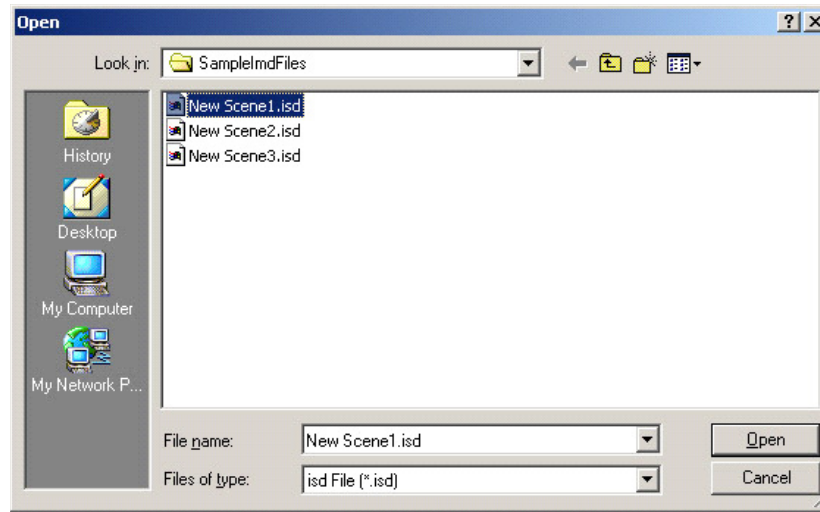 Open
Look in: SampleImdFiles
New Scene1.isd
New Scene2.isd
New Scene3.isd
History
Desktop
My Computer
My Network P...
File name: New Scene1.isd Open
Files of type: isd File (*.isd) Cancel